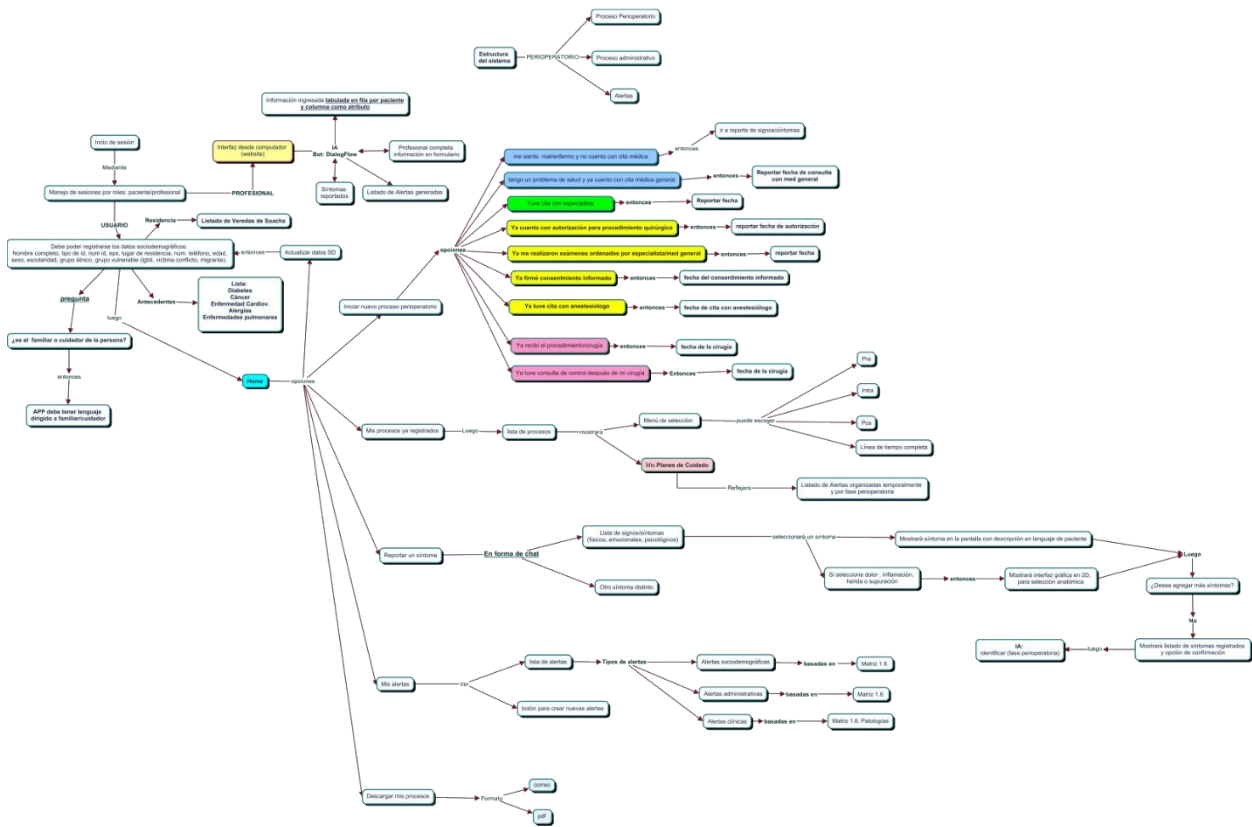 Proceso Perioperatorio
Estructura
del sistema
PERIOPERATORIO
Proceso administrativo
Alertas
Información ingresada tabulada en fila por paciente
y columna como atributo
Inicio de sesión
Mediante
Interfaz desde computador
(website)
IA
Bot: DialogFlow
Profesional completa
información en formulario
Síntomas
reportados
Listado de Alertas generadas
Manejo de sesiones por roles: paciente/profesional
PROFESIONAL
USUARIO
Residencia
Listado de Veredas de Soacha
Debe poder registrarse los datos sociodemográficos:
Nombre completo, tipo de id, num id, eps, lugar de residencia, núm. teléfono, edad,
sexo, escolaridad, grupo étnico, grupo vulnerable (lgbti, víctima conflicto, migrante),
entonces
Actualizar datos SD
pregunta
luego
Antecedentes
Lista:
Diabetes
Cáncer
Enfermedad Cardiov.
Alergias
Enfermedades pulmonares
¿es el familiar o cuidador de la persona?
entonces
APP debe tener lenguaje
dirigido a familiar/cuidador
Home
opciones
Iniciar nuevo proceso perioperatorio
opciones
me siento mal/enfermo y no cuento con cita médica
entonces
ir a reporte de signos/síntomas
tengo un problema de salud y ya cuento con cita médica general
entonces
Reportar fecha de consulta
con med general
Tuve cita con especialista
entonces
Reportar fecha
Ya cuento con autorización para procedimiento quirúrgico
entonces
reportar fecha de autorización
Ya me realizaron exámenes ordenados por especialista/med general
entonces
reportar fecha
Ya firmé consentimiento informado
entonces
fecha del consentimiento informado
Ya tuve cita con anestesiólogo
entonces
fecha de cita con anestesiólogo
Ya recibí el procedimiento/cirugía
entonces
fecha de la cirugía
Ya tuve consulta de control después de mi cirugía
Entonces
fecha de la cirugía
Mis procesos ya registrados
Luego
lista de procesos
mostrará
Menú de selección:
puede escoger
Pre
Intra
Pos
Línea de tiempo completa
Mis Planes de Cuidado
Reflejará
Listado de Alertas organizadas temporalmente
y por fase perioperatoria
Reportar un síntoma
En forma de chat
Lista de signos/síntomas
(físicos, emocionales, psicológicos)
seleccionará un síntoma
Mostrará síntoma en la pantalla con descripción en lenguaje de paciente
Si selecciona dolor , inflamación,
herida o supuración
entonces
Mostrará interfaz gráfica en 2D,
para selección anatómica
Luego
¿Desea agregar más síntomas?
No
Mostrará listado de síntomas registrados
y opción de confirmación
luego
IA:
identificar (fase perioperatoria)
Otro síntoma distinto
Mis alertas
Ver
lista de alertas
Tipos de alertas
Alertas sociodemográficas
basadas en
Matriz 1.8.
Alertas administrativas
basadas en
Matriz 1.8.
Alertas clínicas
basadas en
Matriz 1.8. Patologías
botón para crear nuevas alertas
Descargar mis procesos
Formato
correo
pdf